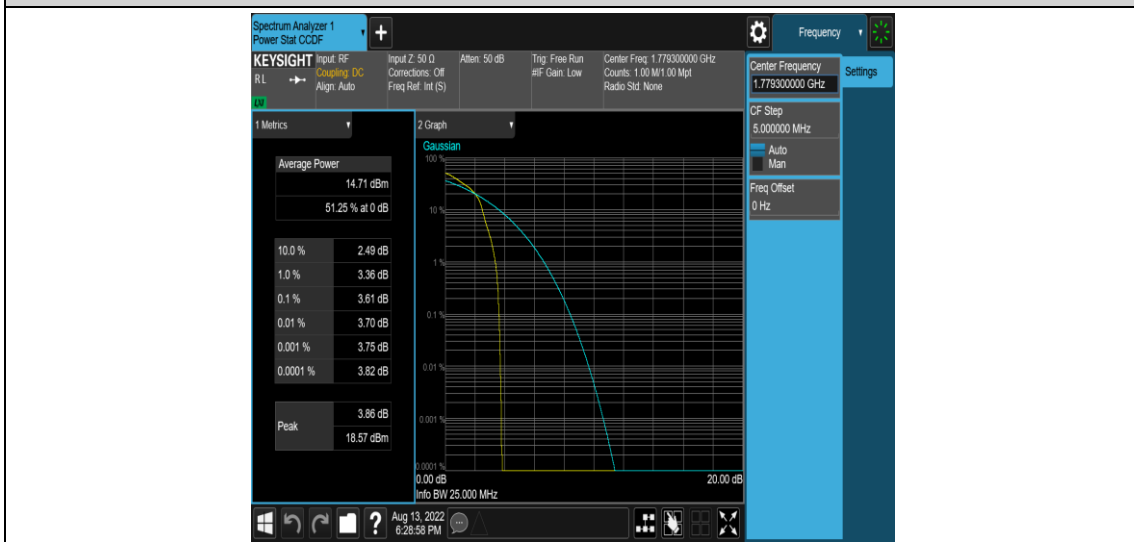 Spectrum Analyzer 1
Power Stat CCDF
+
Frequency
KEYSIGHT
RL
Input: RF
Coupling: DC
Align: Auto
Input Z: 50 Ω
Corrections: Off
Freq Ref: Int (S)
Atten: 50 dB
Trig: Free Run
#IF Gain: Low
Center Freq: 1.779300000 GHz
Counts: 1.00 M/1.00 Mpt
Radio Std: None
Center Frequency
1.779300000 GHz
Settings
CF Step
5.000000 MHz
Auto
Man
Freq Offset
0 Hz
1 Metrics
Average Power
14.71 dBm
51.25 % at 0 dB
10.0 % 2.49 dB
1.0 % 3.36 dB
0.1 % 3.61 dB
0.01 % 3.70 dB
0.001 % 3.75 dB
0.0001 % 3.82 dB
Peak
3.86 dB
18.57 dBm
2 Graph
Gaussian
100 %
10 %
1 %
0.1 %
0.01 %
0.001 %
0.0001 %
0.00 dB
20.00 dB
Info BW 25.000 MHz
?
Aug 13, 2022
6:28:58 PM